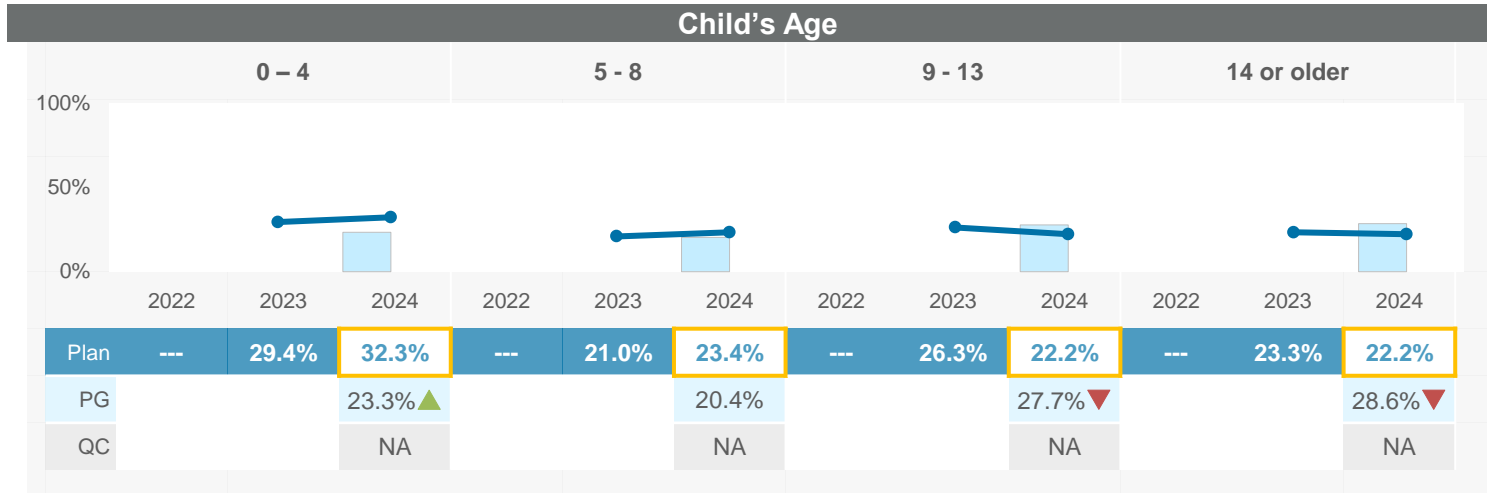 Child’s Age
0 – 4 5 - 8 9 - 13 14 or older
100%
50%
0%
2022 2023 2024 2022 2023 2024 2022 2023 2024 2022 2023 2024
Plan --- 29.4% 32.3% --- 21.0% 23.4% --- 26.3% 22.2% --- 23.3% 22.2%
PG 23.3% 20.4% 27.7% 28.6%
QC NA NA NA NA